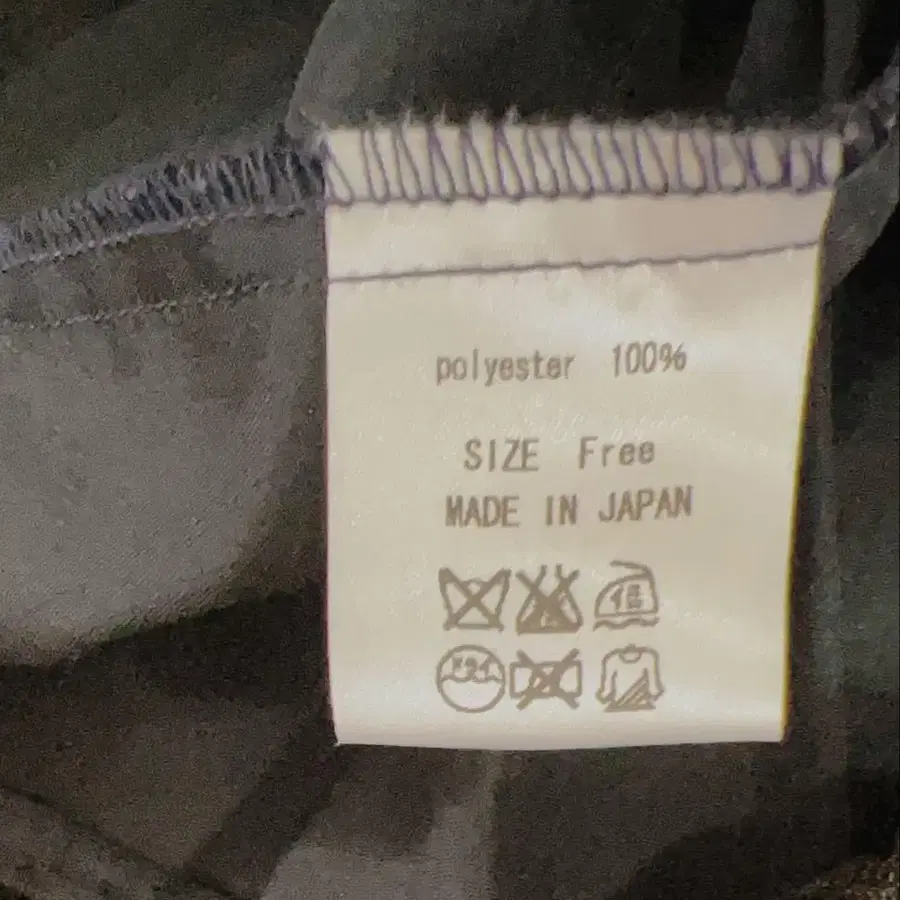 polyester 100%
SIZE Free
MADE IN JAPAN